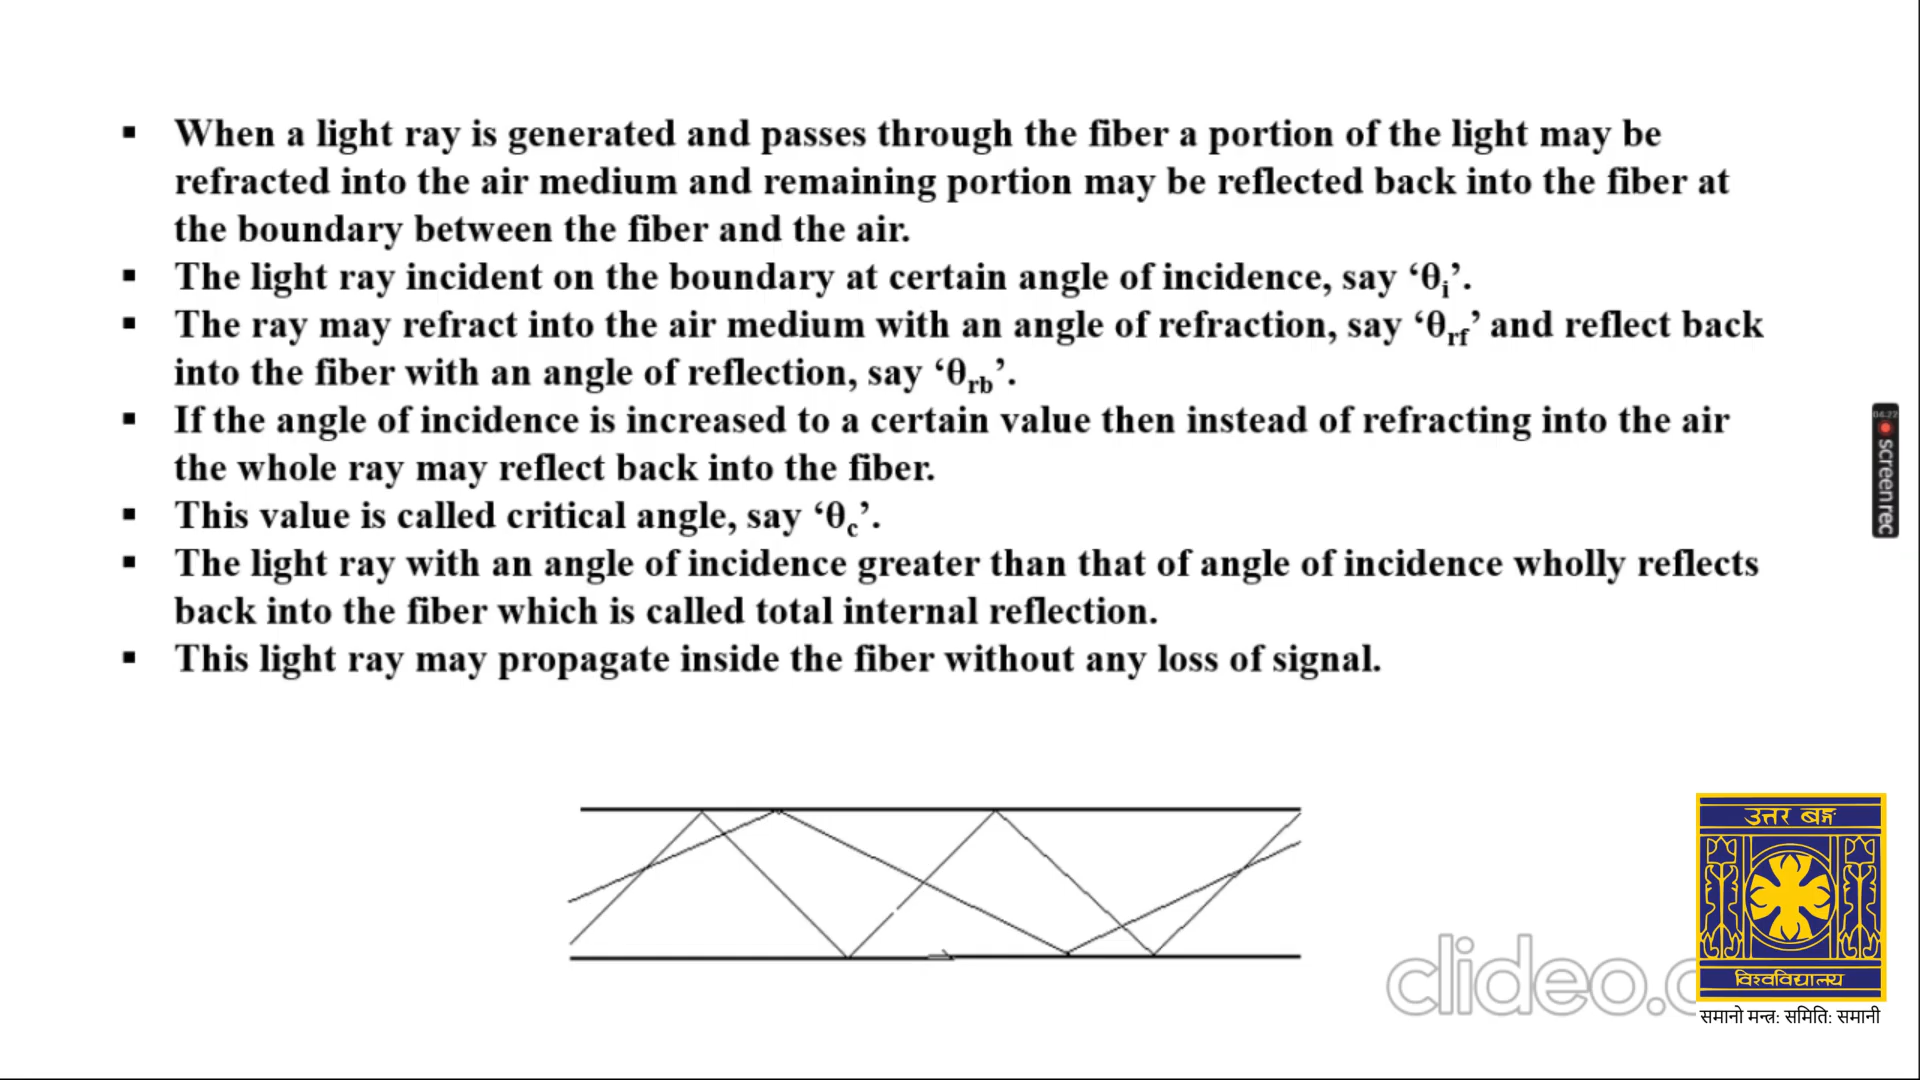 ▪ When a light ray is generated and passes through the fiber a portion of the light may be
refracted into the air medium and remaining portion may be reflected back into the fiber at
the boundary between the fiber and the air.
▪ The light ray incident on the boundary at certain angle of incidence, say ‘θi’.
▪ The ray may refract into the air medium with an angle of refraction, say ‘θrf’ and reflect back
into the fiber with an angle of reflection, say ‘θrb’.
▪ If the angle of incidence is increased to a certain value then instead of refracting into the air
the whole ray may reflect back into the fiber.
▪ This value is called critical angle, say ‘θc’.
▪ The light ray with an angle of incidence greater than that of angle of incidence wholly reflects
back into the fiber which is called total internal reflection.
▪ This light ray may propagate inside the fiber without any loss of signal.
04:27
screen rec
clideo.c
उत्तर बङ्ग
विश्वविद्यालय
समानो मन्त्र: समिति: समानी